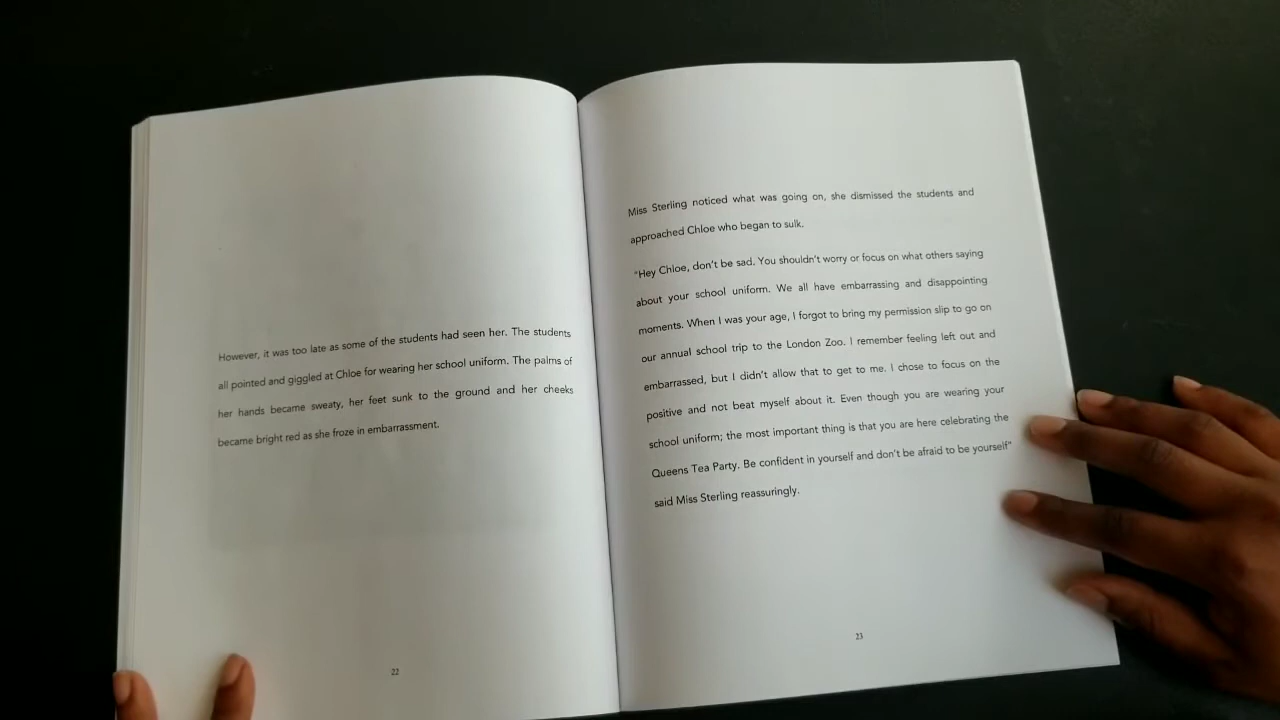 However, it was too late as some of the students had seen her. The students
all pointed and giggled at Chloe for wearing her school uniform. The palms of
her hands became sweaty, her feet sunk to the ground and her cheeks
became bright red as she froze in embarrassment.
22
Miss Sterling noticed what was going on, she dismissed the students and
approached Chloe who began to sulk.
"Hey Chloe, don't be sad. You shouldn't worry or focus on what others saying
about your school uniform. We all have embarrassing and disappointing
moments. When I was your age, I forgot to bring my permission slip to go on
our annual school trip to the London Zoo. I remember feeling left out and
embarrassed, but I didn't allow that to get to me. I chose to focus on the
positive and not beat myself about it. Even though you are wearing your
school uniform; the most important thing is that you are here celebrating the
Queens Tea Party. Be confident in yourself and don't be afraid to be yourself"
said Miss Sterling reassuringly.
23